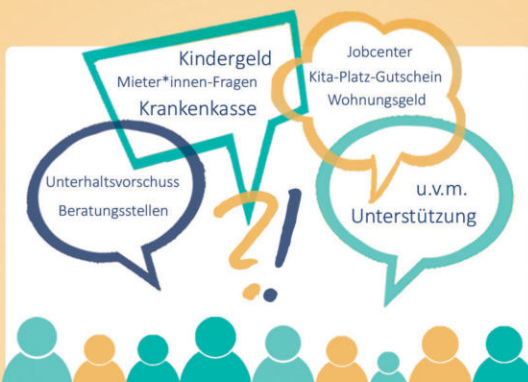 Kindergeld
Mieter*innen-Fragen
Krankenkasse
Jobcenter
Kita-Platz-Gutschein
Wohnungsgeld
Unterhaltsvorschuss
Beratungsstellen
u.v.m.
Unterstützung
?!